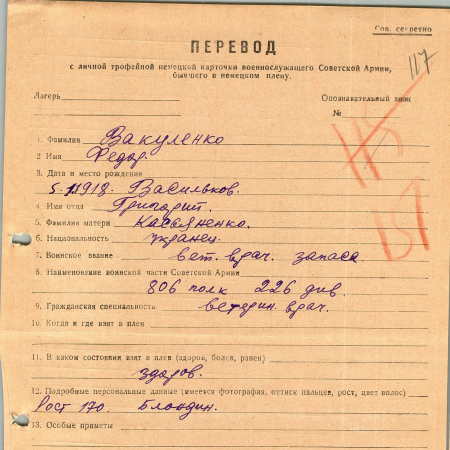 Сов. секретно
117
ПЕРЕВОД
с личной трофейной немецкой карточки военнослужащего Советской Армии,
бывшего в немецком плену.
Лагерь
Опознавательный знак
№
1. Фамилия Вакуленко
2 Имя Федор.
3. Дата и место рождения
5.1.1918. Васильков.
4. Имя отца Григорий.
5. Фамилия матери Касьяненко.
6. Национальность украинец.
7. Воинское звание вет. врач. запаса
8. Наименование воинской части Советской Армии
806 полк 226 див.
9. Гражданская специальность ветерин. врач.
10. Когда и где взят в плен
11. В каком состоянии взят в плен (здоров, болен, ранен)
здоров.
12. Подробные персональные данные (имеется фотография, оттиск пальцев, рост, цвет волос)
Рост 170. Блондин.
13. Особые приметы